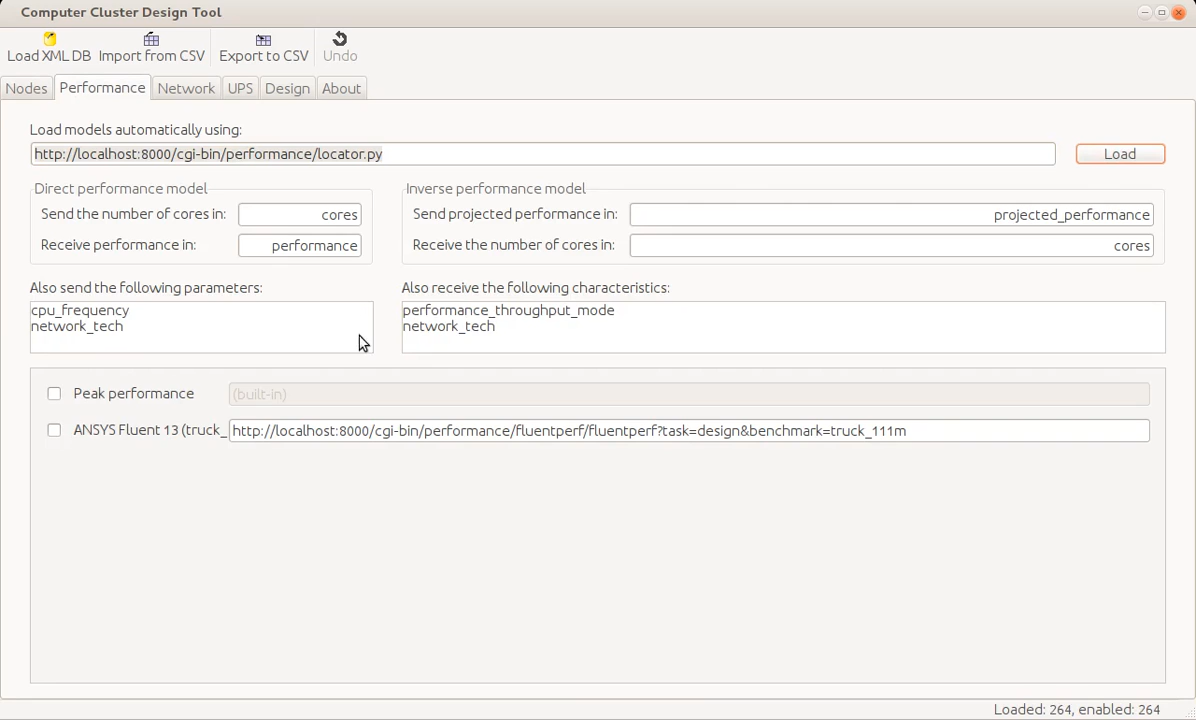 Computer Cluster Design Tool
Load XML DB Import from CSV Export to CSV Undo
Nodes Performance Network UPS Design About
Load models automatically using:
http://localhost:8000/cgi-bin/performance/locator.py Load
Direct performance model
Send the number of cores in: cores
Receive performance in: performance
Inverse performance model
Send projected performance in: projected_performance
Receive the number of cores in: cores
Also send the following parameters:
cpu_frequency
network_tech
Also receive the following characteristics:
performance_throughput_mode
network_tech
Peak performance (built-in)
ANSYS Fluent 13 (truck_ http://localhost:8000/cgi-bin/performance/fluentperf/fluentperf?task=design&benchmark=truck_111m
Loaded: 264, enabled: 264